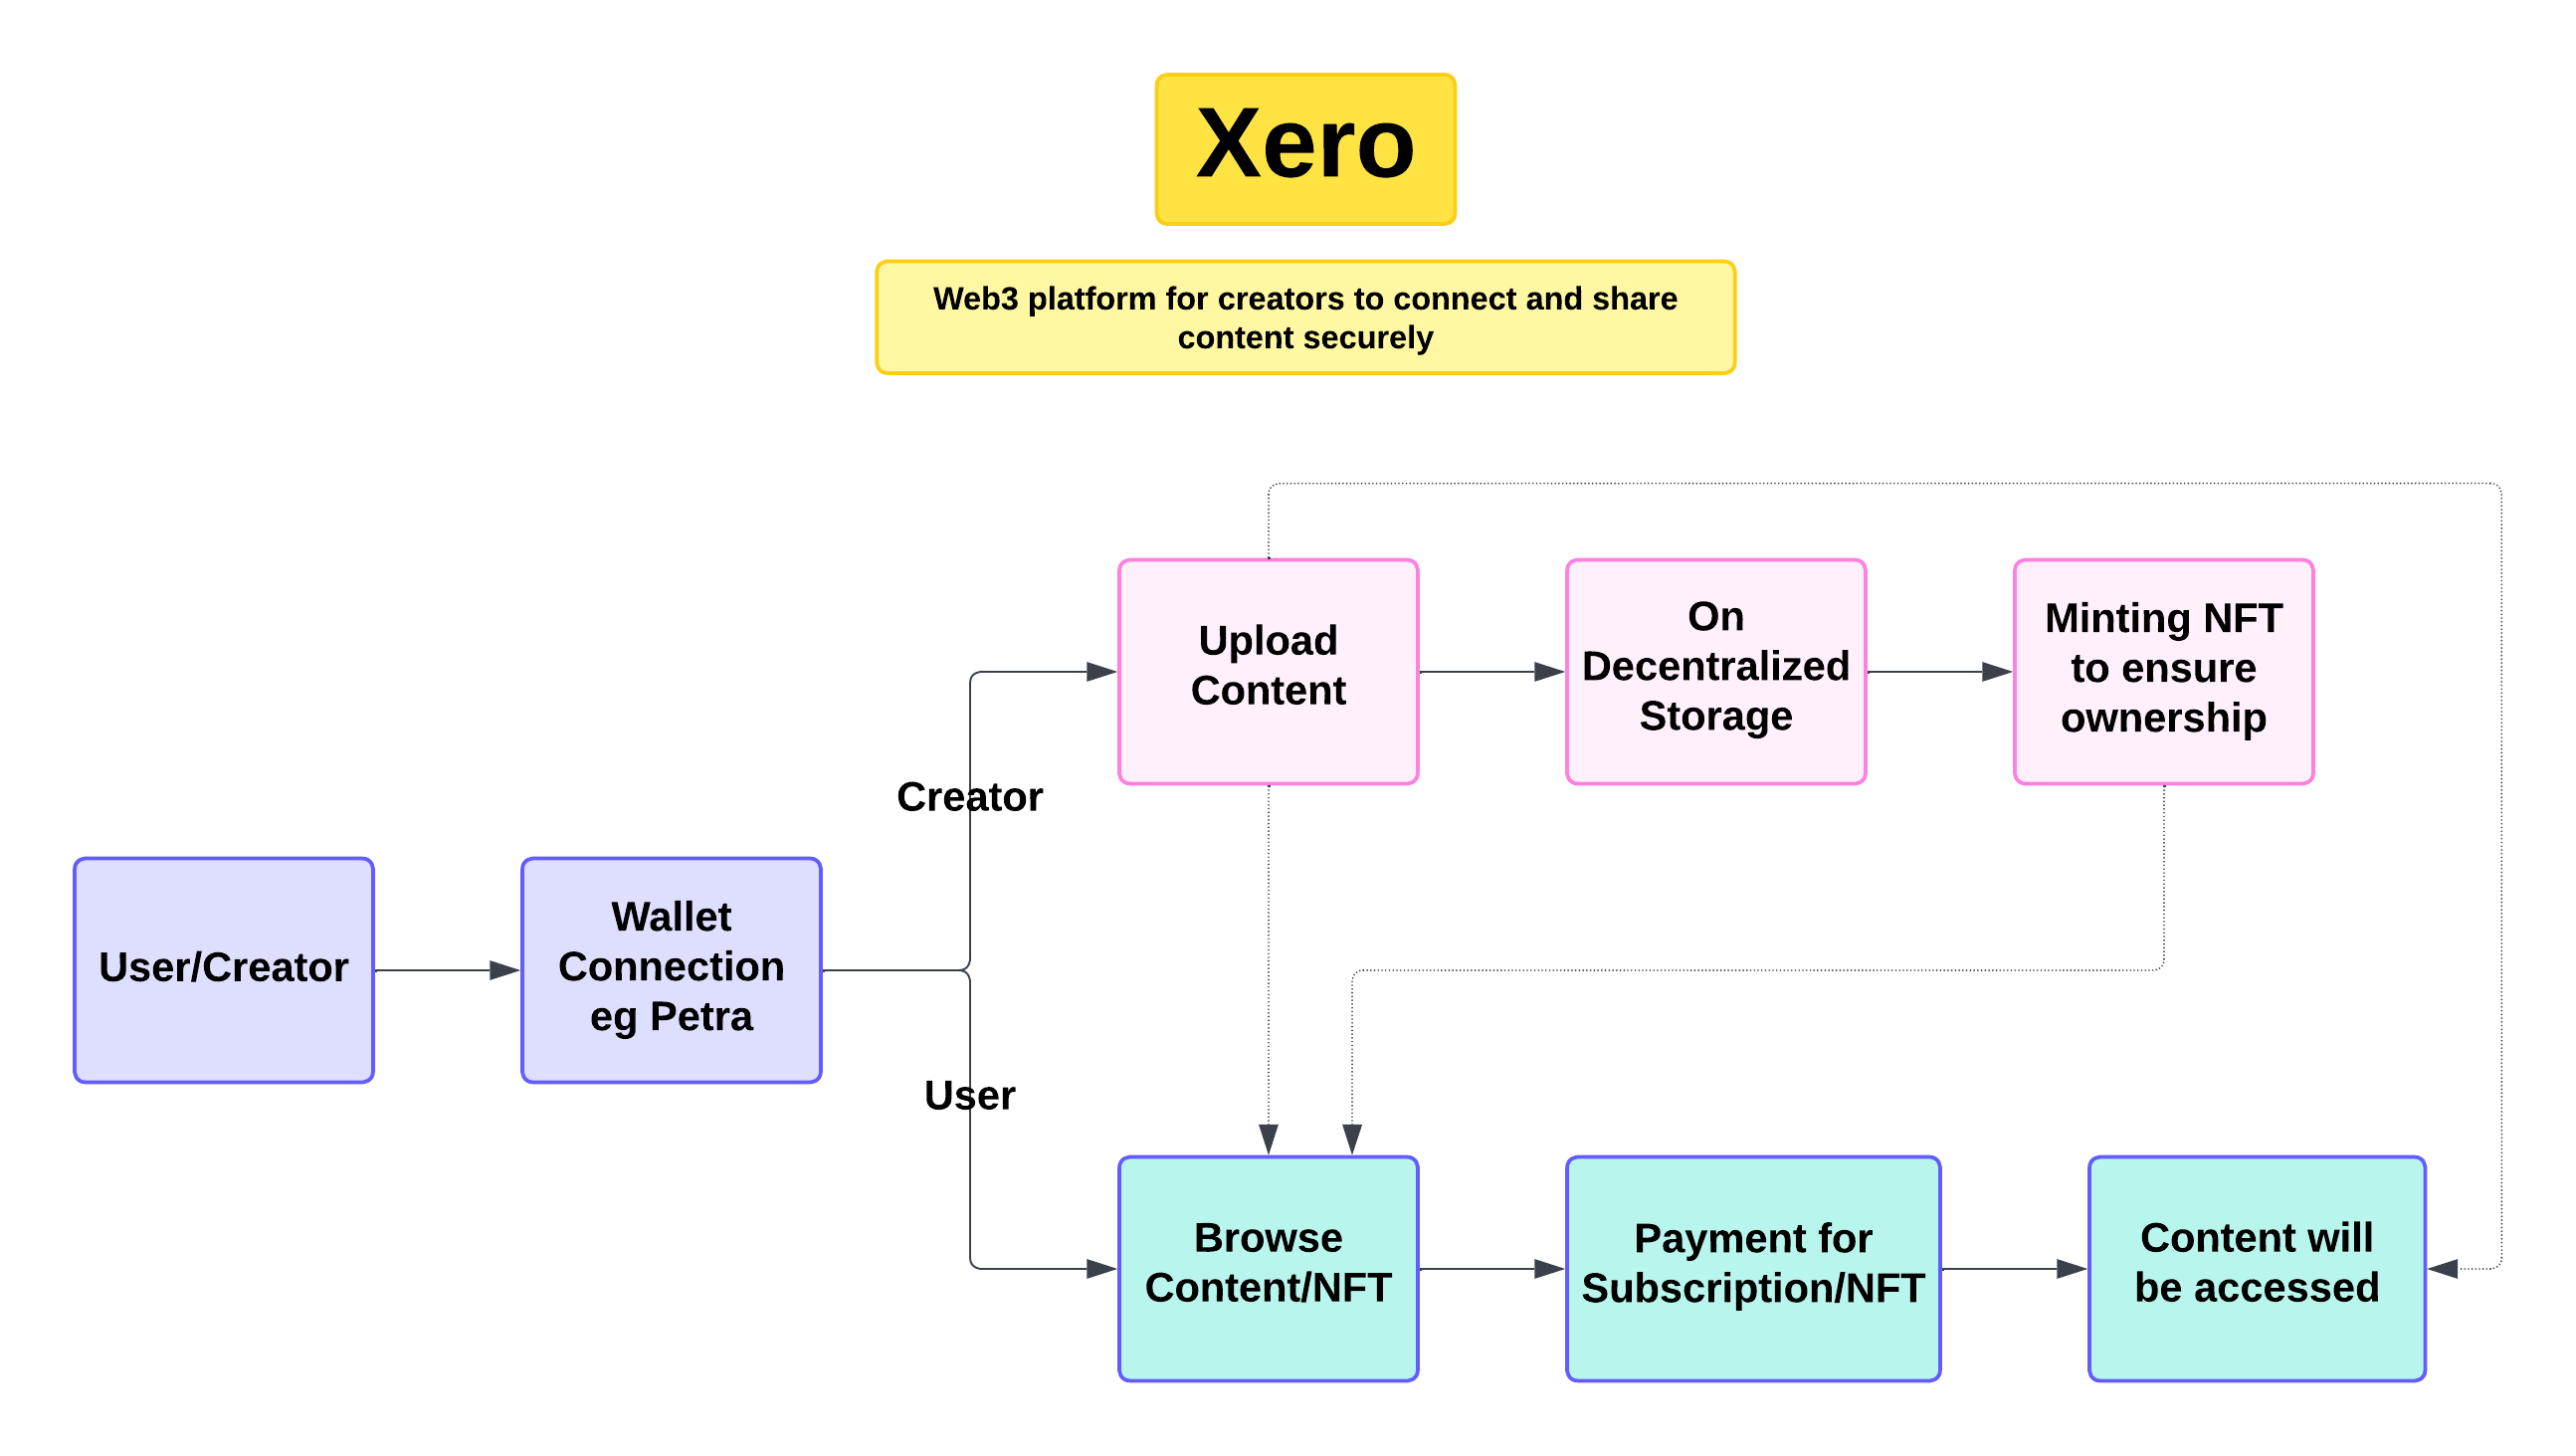 Xero
Web3 platform for creators to connect and share
content securely
Upload
Content
On
Decentralized
Storage
Minting NFT
to ensure
ownership
Creator
User/Creator
Wallet
Connection
eg Petra
User
Browse
Content/NFT
Payment for
Subscription/NFT
Content will
be accessed